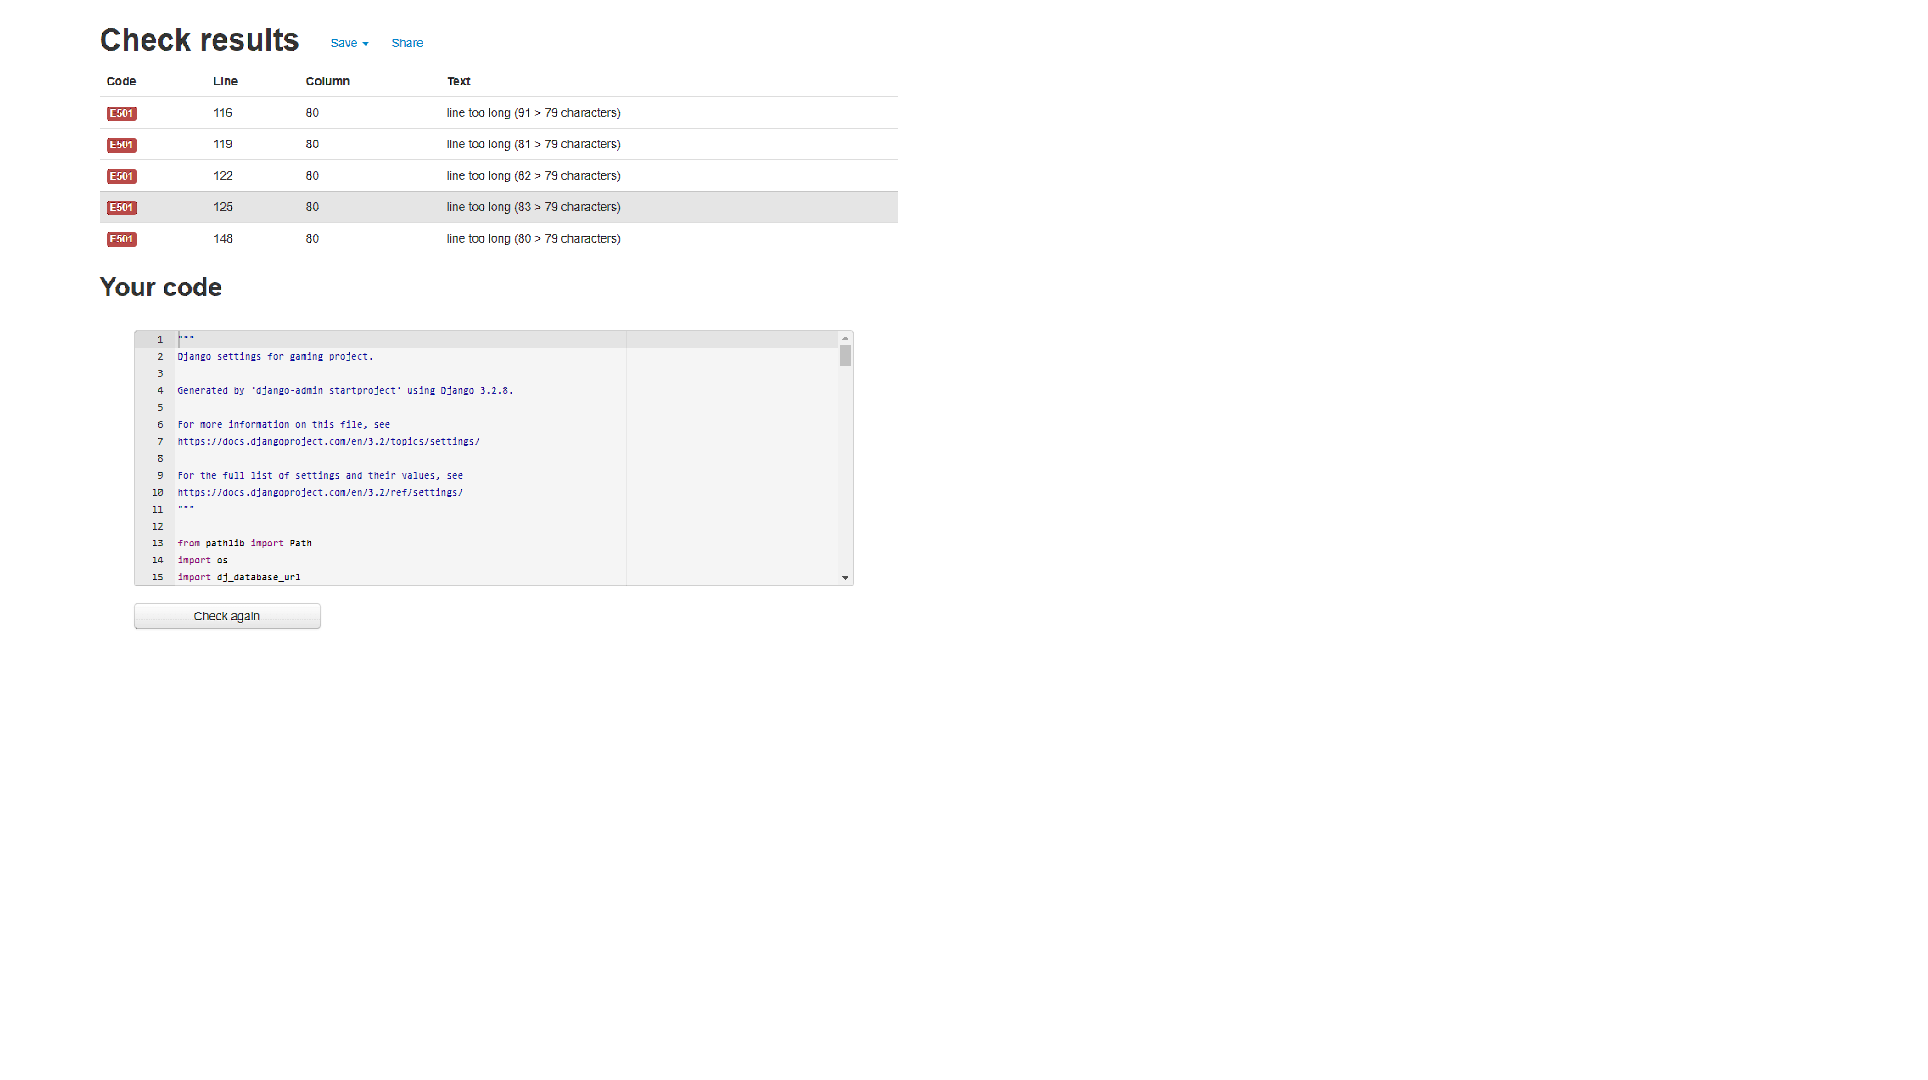 Check results Save Share
Code Line Column Text
E501 116 80 line too long (91 > 79 characters)
E501 119 80 line too long (81 > 79 characters)
E501 122 80 line too long (82 > 79 characters)
E501 125 80 line too long (83 > 79 characters)
E501 148 80 line too long (80 > 79 characters)
Your code
1 """
2 Django settings for gaming project.
3
4 Generated by 'django-admin startproject' using Django 3.2.8.
5
6 For more information on this file, see
7 https://docs.djangoproject.com/en/3.2/topics/settings/
8
9 For the full list of settings and their values, see
10 https://docs.djangoproject.com/en/3.2/ref/settings/
11 """
12
13 from pathlib import Path
14 import os
15 import dj_database_url
Check again